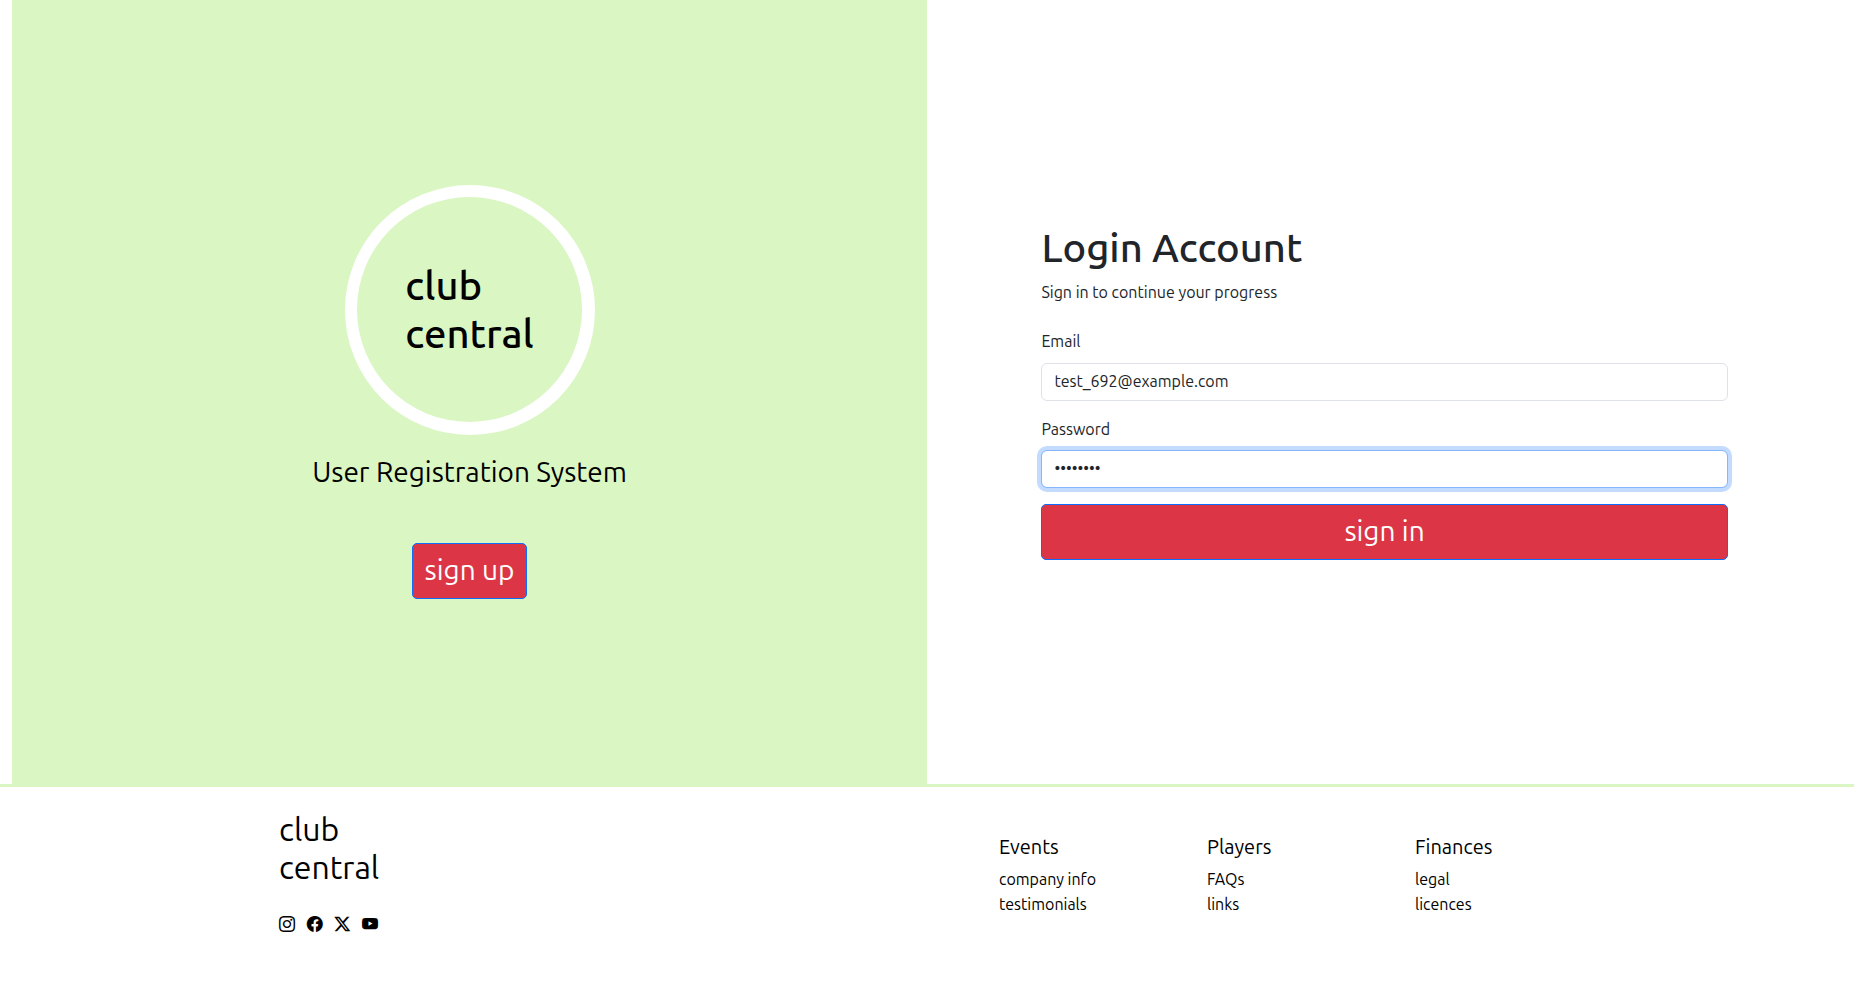 club
central
User Registration System
sign up
Login Account
Sign in to continue your progress
Email
test_692@example.com
Password
••••••••
sign in
club
central
Events
company info
testimonials
Players
FAQs
links
Finances
legal
licences